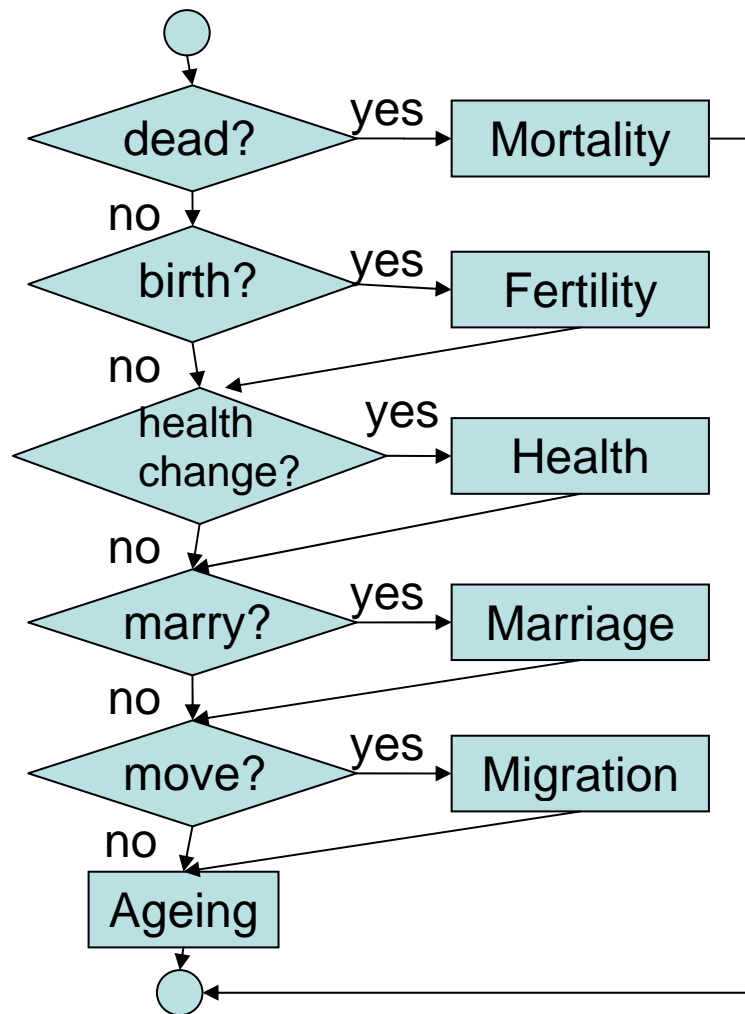 dead?
yes
Mortality
no
birth?
yes
Fertility
no
health
change?
yes
Health
no
marry?
yes
Marriage
no
move?
yes
Migration
no
Ageing